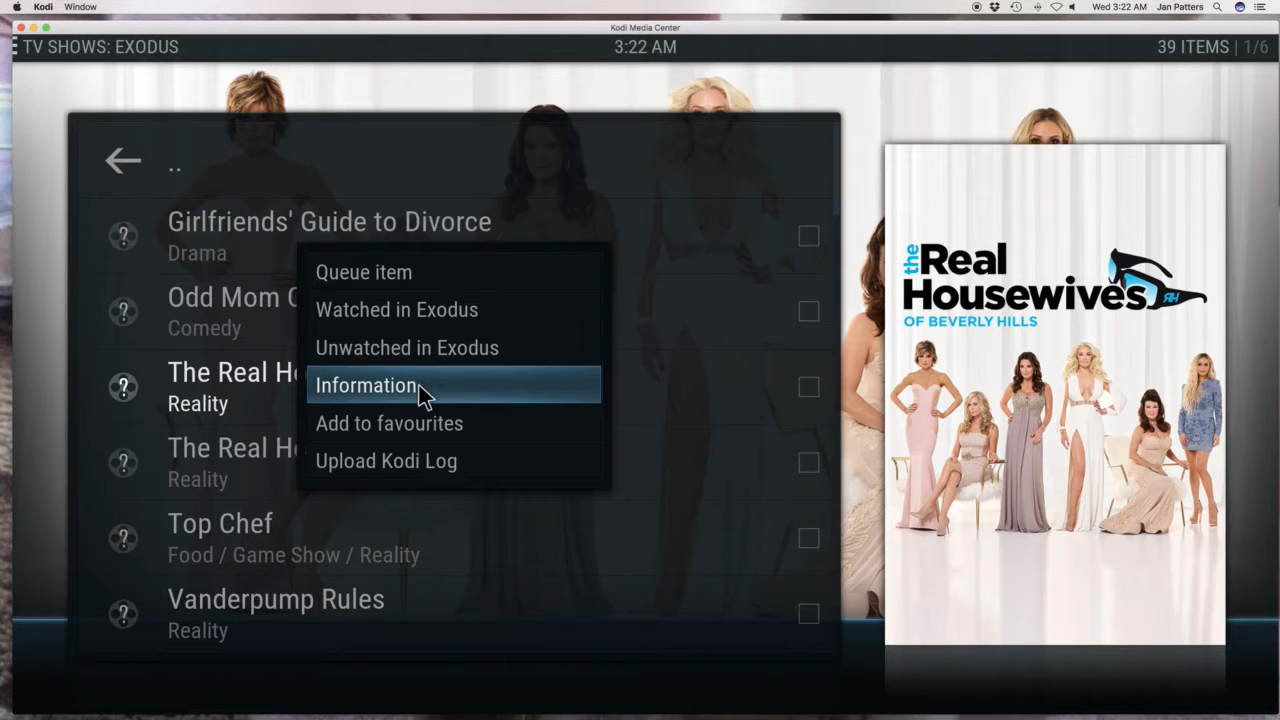 Kodi Window
Wed 3:22 AM Jan Patters
Kodi Media Center
TV SHOWS: EXODUS
3:22 AM
39 ITEMS | 1/6
..
Girlfriends' Guide to Divorce
Drama
Odd Mom
Comedy
The Real
Reality
The Real
Reality
Top Chef
Food / Game Show / Reality
Vanderpump Rules
Reality
Queue item
Watched in Exodus
Unwatched in Exodus
Information
Add to favourites
Upload Kodi Log
the Real
Housewives
RH
OF BEVERLY HILLS